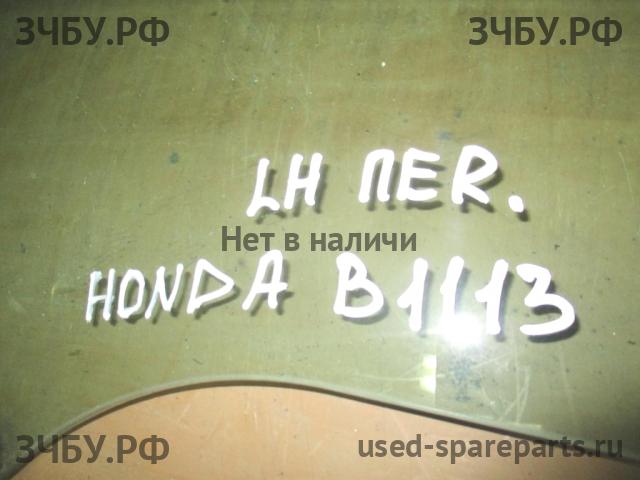 ЗЧБУ.РФ ЗЧБУ.РФ
LH ПЕR.
Нет в наличи
HONDA B1113
ЗЧБУ.РФ used-spareparts.ru